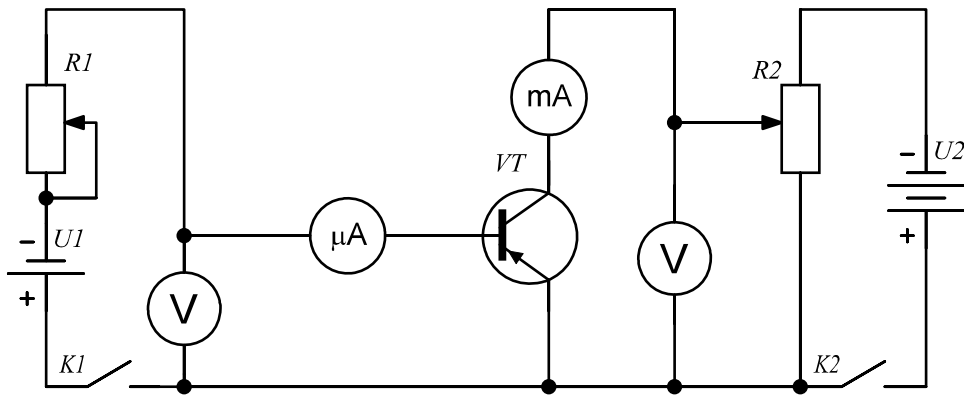 R1
mA
R2
VT
U2
-
U1
-
+
μA
V
V
+
K1
K2